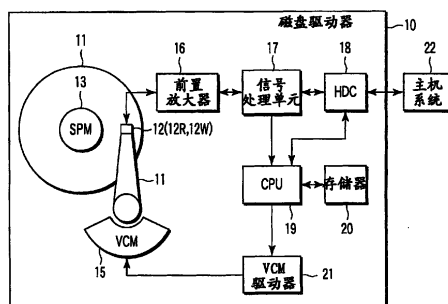 磁盘驱动器
10
11
13
SPM
16
前置
放大器
17
信号
处理单元
18
HDC
22
主机
系统
12(12R,12W)
11
VCM
15
CPU
19
存储器
20
VCM
驱动器
21